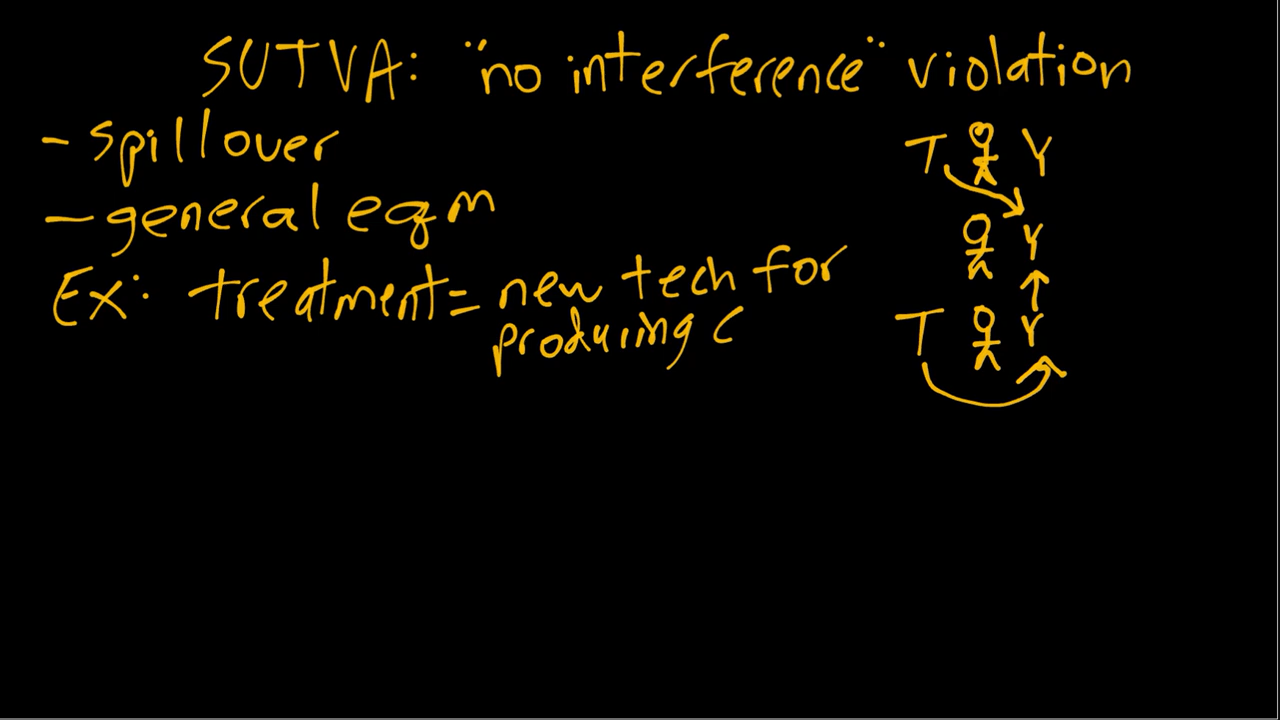 SUTVA: "no interference" violation
- spillover
- general eqm
Ex: treatment = new tech for
producing c
T Y
Y
T Y